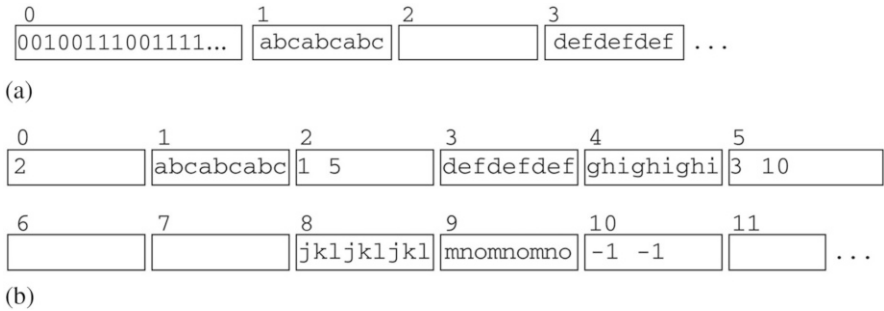 0 1 2 3
00100111001111... abcabcabc defdefdef ...
(a)
0 1 2 3 4 5
2 abcabcabc 1 5 defdefdef ghighighi 3 10
6 7 8 9 10 11
jkljkljkl mnomnomno -1 -1 ...
(b)